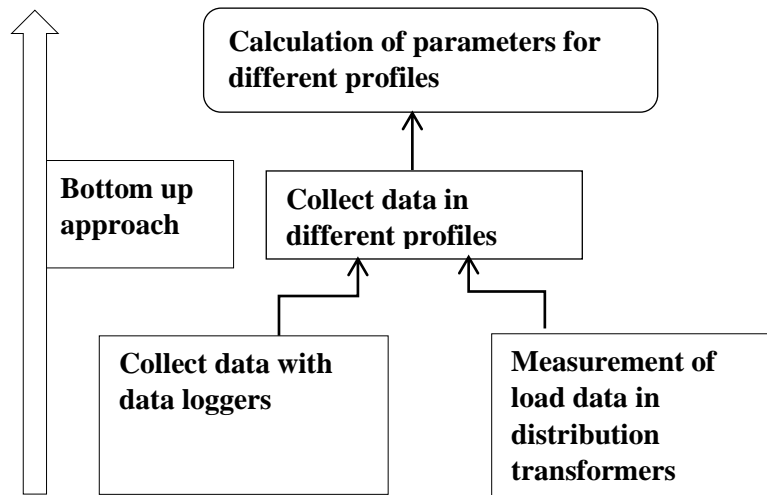 Calculation of parameters for
different profiles
Bottom up
approach
Collect data in
different profiles
Collect data with
data loggers
Measurement of
load data in
distribution
transformers